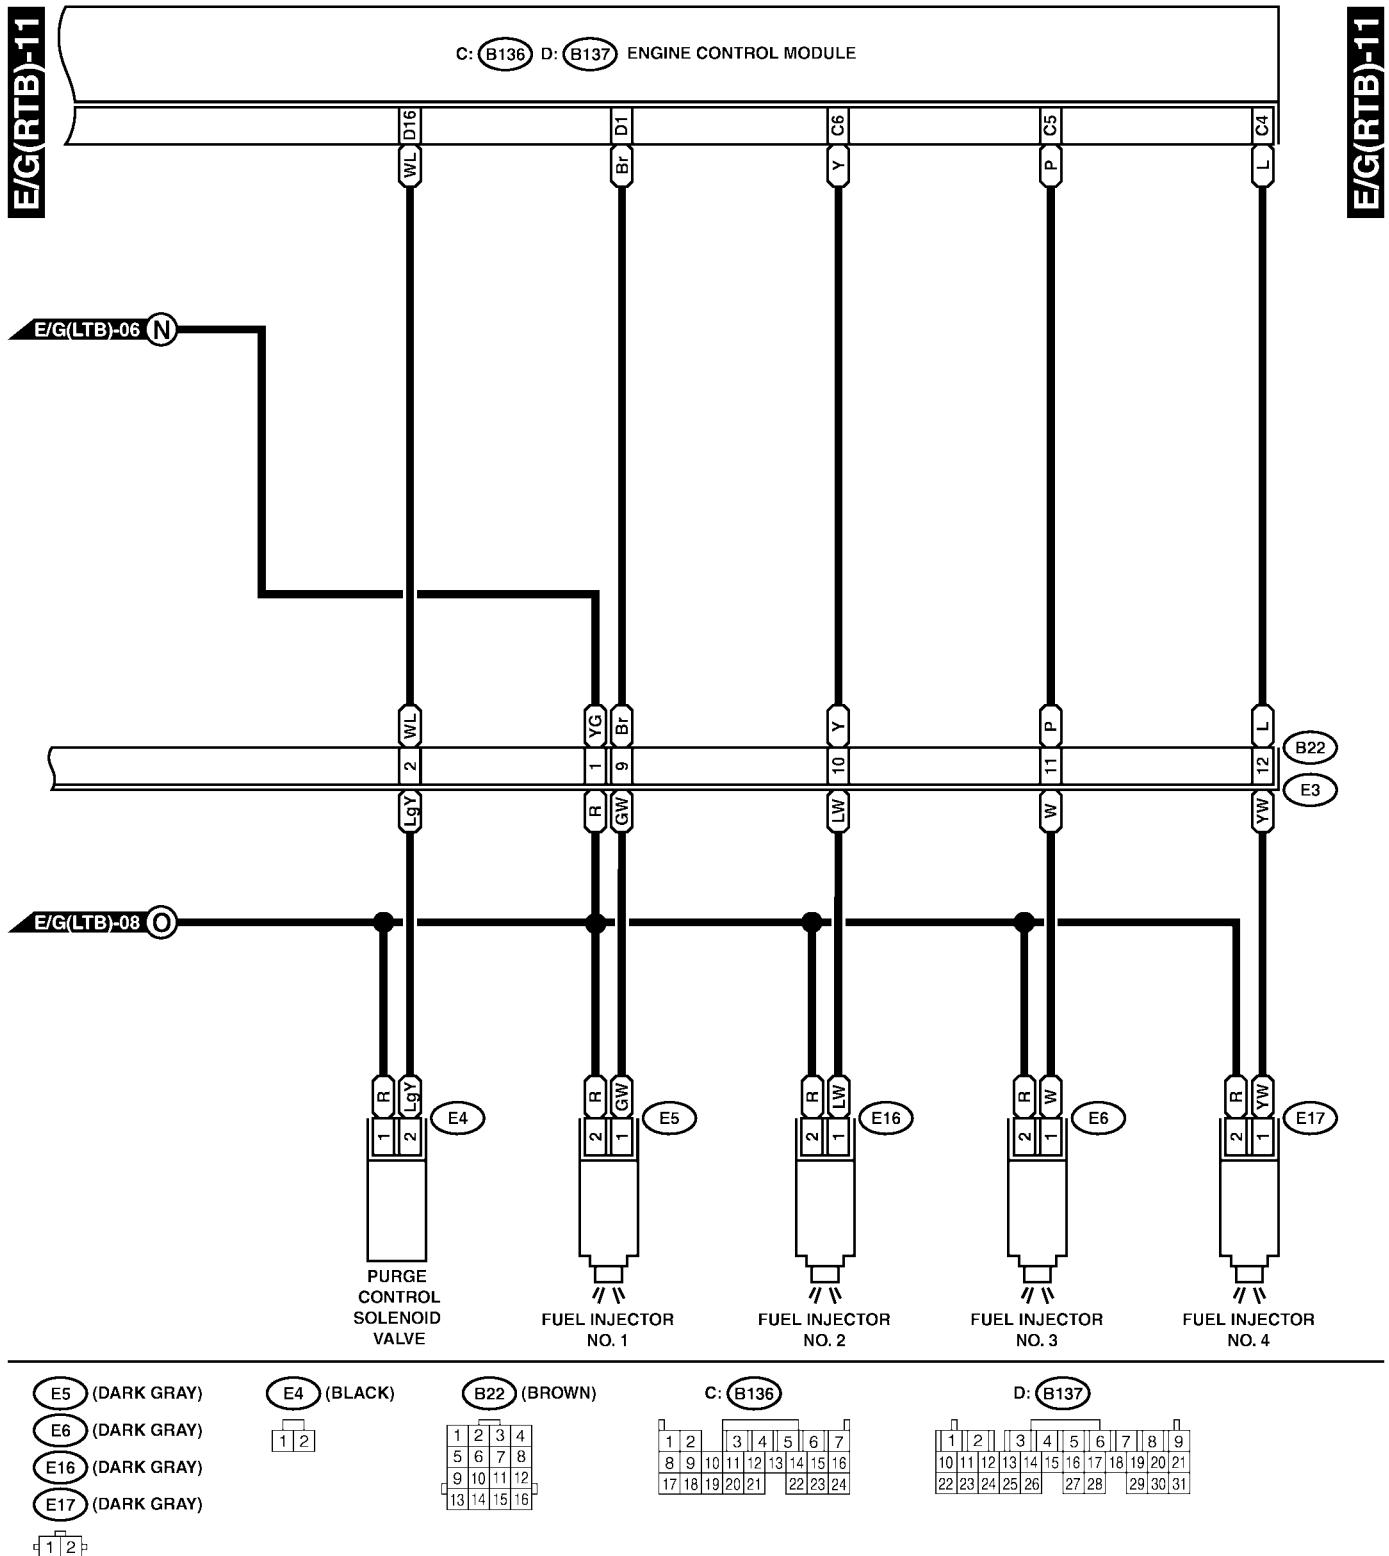 E/G(RTB)-11
E/G(RTB)-11
C: B136 D: B137 ENGINE CONTROL MODULE
D16 D1 C6 C5 C4
WL Br Y P L
E/G(LTB)-06 N
WL YG Br Y P L
2 1 9 10 11 12 B22
E3
LgY R GW LW W YW
E/G(LTB)-08 O
R LgY R GW R LW R W R YW
E4 E5 E16 E6 E17
1 2 2 1 2 1 2 1 2 1
PURGE
CONTROL
SOLENOID
VALVE
FUEL INJECTOR
NO. 1
FUEL INJECTOR
NO. 2
FUEL INJECTOR
NO. 3
FUEL INJECTOR
NO. 4
E5 (DARK GRAY)
E6 (DARK GRAY)
E16 (DARK GRAY)
E17 (DARK GRAY)
1 2
E4 (BLACK)
1 2
B22 (BROWN)
1 2 3 4
5 6 7 8
9 10 11 12
13 14 15 16
C: B136
1 2 3 4 5 6 7
8 9 10 11 12 13 14 15 16
17 18 19 20 21 22 23 24
D: B137
1 2 3 4 5 6 7 8 9
10 11 12 13 14 15 16 17 18 19 20 21
22 23 24 25 26 27 28 29 30 31